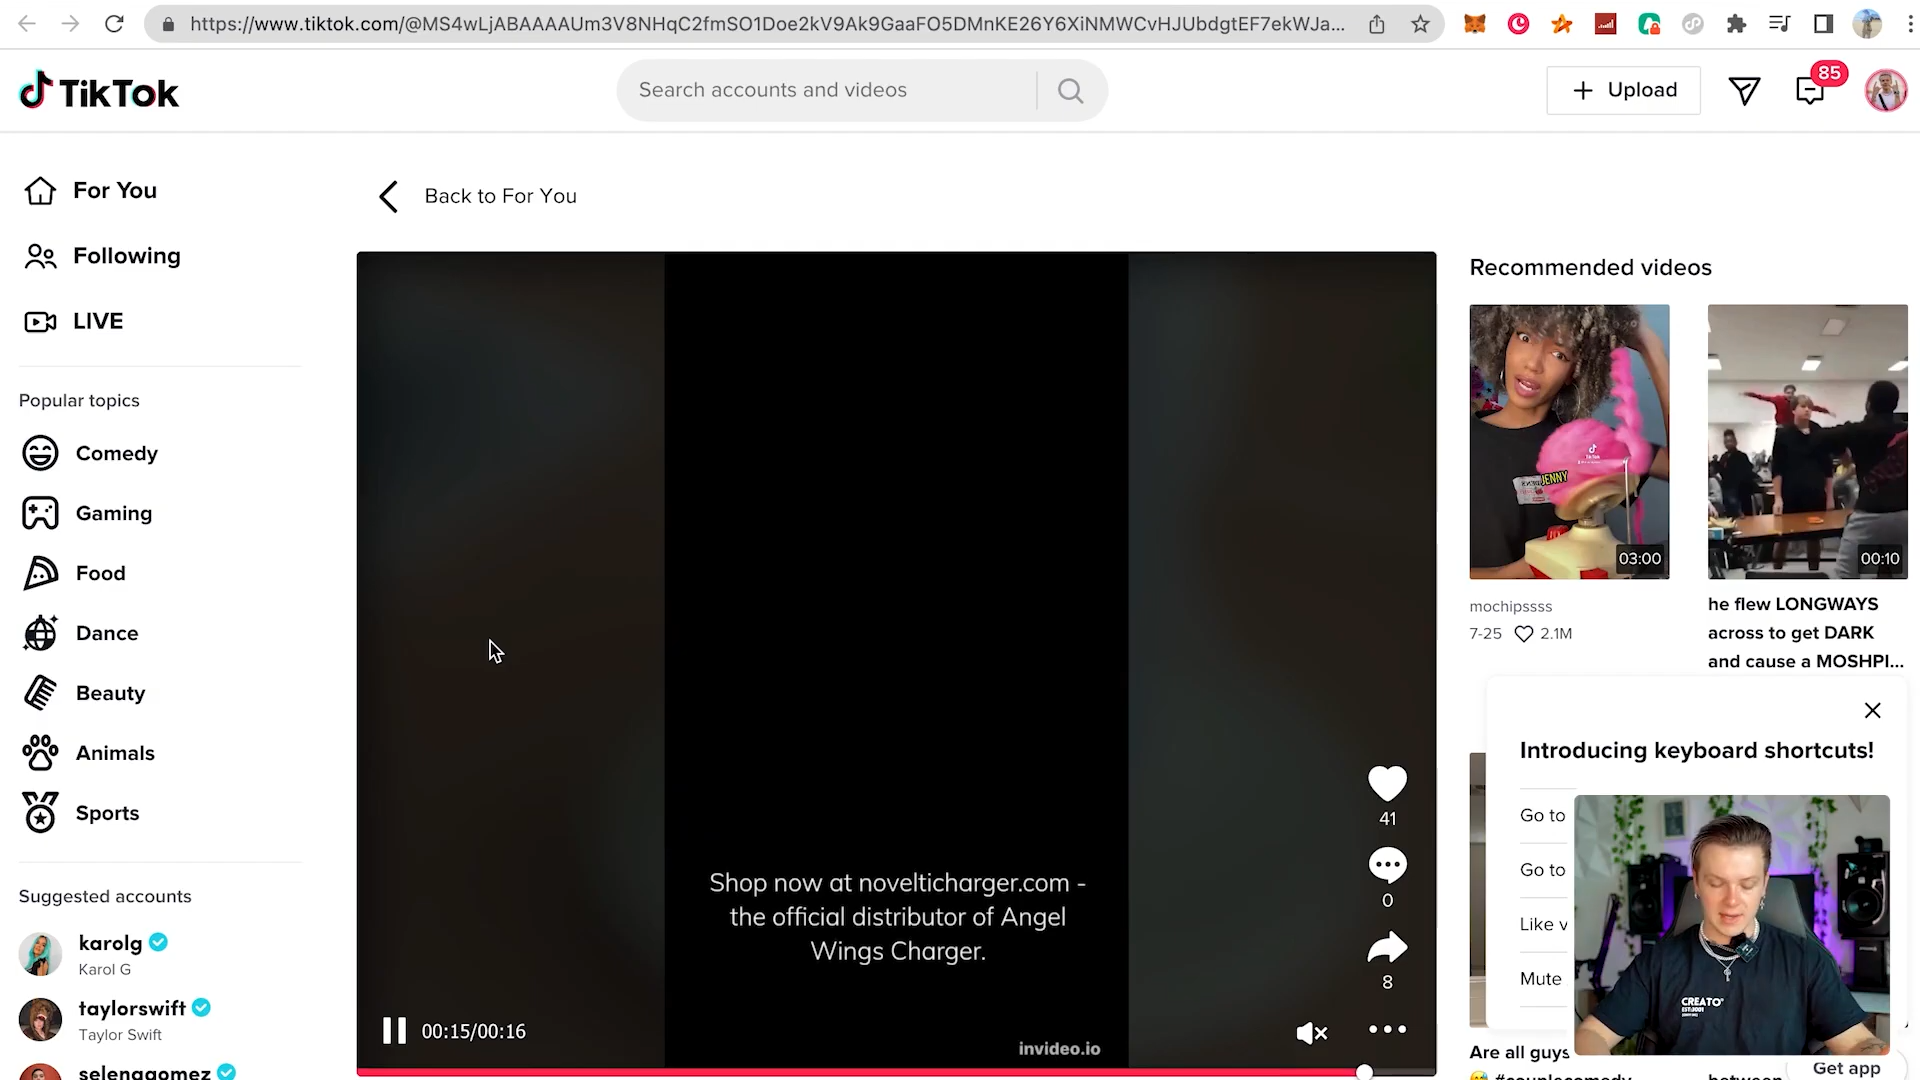 https://www.tiktok.com/@MS4wLjABAAAAUm3V8NHqC2fmSO1Doe2kV9Ak9GaaFO5DMnKE26Y6XiNMWCvHJUbdgtEF7ekWJa...
TikTok
Search accounts and videos
Upload
85
For You
Following
LIVE
Popular topics
Comedy
Gaming
Food
Dance
Beauty
Animals
Sports
Suggested accounts
karolg
Karol G
taylorswift
Taylor Swift
selenagomez
Back to For You
Shop now at novelticharger.com -
the official distributor of Angel
Wings Charger.
invideo.io
00:15/00:16
41
0
8
Recommended videos
JENNY
03:00
mochipssss
7-25 2.1M
00:10
he flew LONGWAYS
across to get DARK
and cause a MOSHPI...
Introducing keyboard shortcuts!
Go to
Go to
Like v
Mute
CREATO
Are all guys
Get app